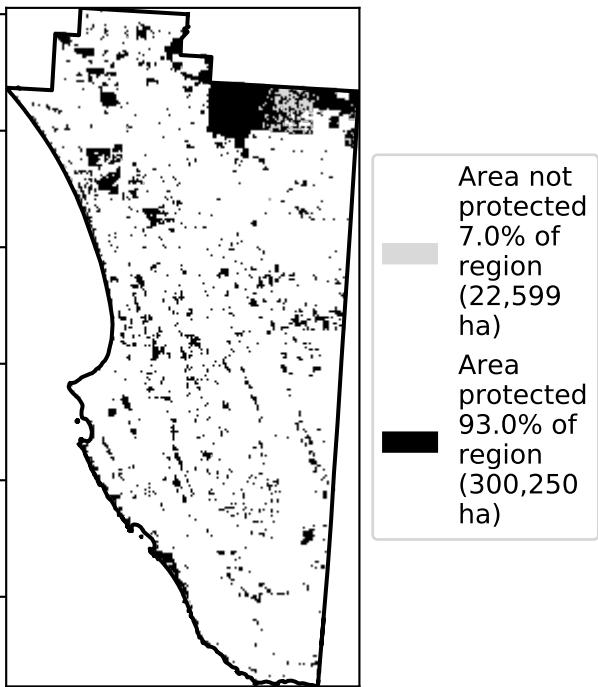 Area not
protected
7.0% of
region
(22,599
ha)
Area
protected
93.0% of
region
(300,250
ha)